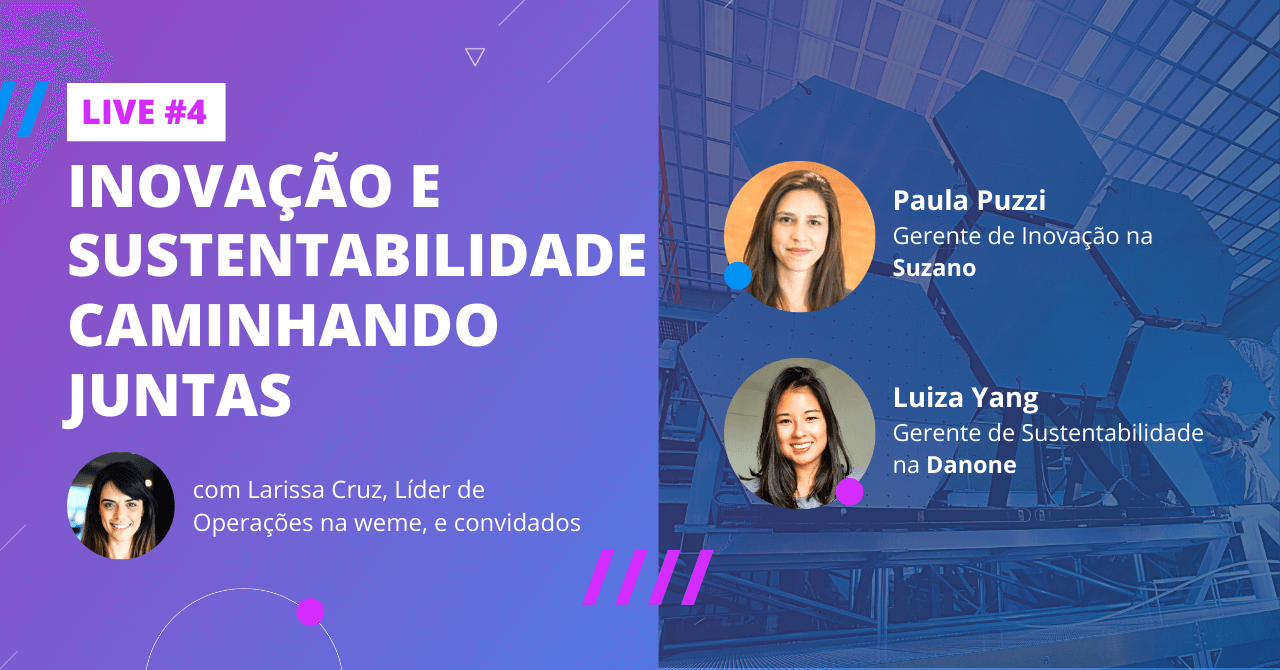 LIVE #4
INOVAÇÃO E
SUSTENTABILIDADE
CAMINHANDO
JUNTAS
com Larissa Cruz, Líder de
Operações na weme, e convidados
Paula Puzzi
Gerente de Inovação na
Suzano
Luiza Yang
Gerente de Sustentabilidade
na Danone